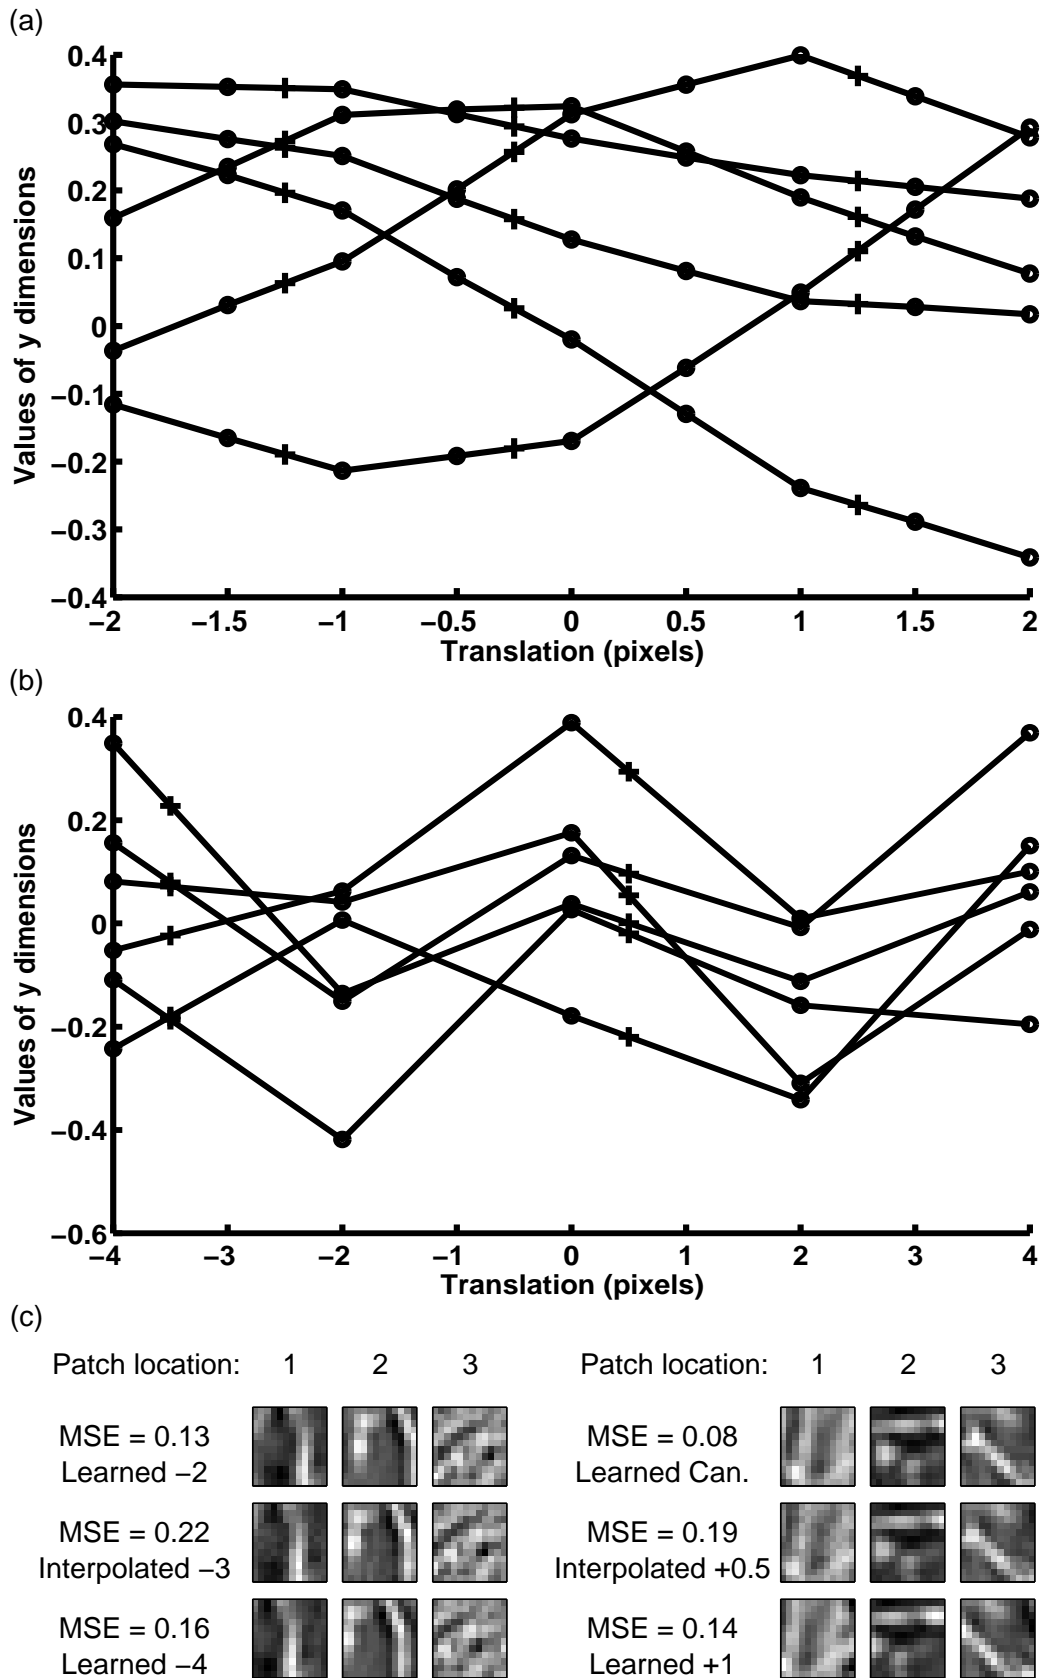 (a)
0.4
0.3
0.2
0.1
0
−0.1
−0.2
−0.3
−0.4
Values of y dimensions
−2 −1.5 −1 −0.5 0 0.5 1 1.5 2
Translation (pixels)
(b)
0.4
0.2
0
−0.2
−0.4
−0.6
Values of y dimensions
−4 −3 −2 −1 0 1 2 3 4
Translation (pixels)
(c)
Patch location: 1 2 3
MSE = 0.13
Learned −2
MSE = 0.22
Interpolated −3
MSE = 0.16
Learned −4
Patch location: 1 2 3
MSE = 0.08
Learned Can.
MSE = 0.19
Interpolated +0.5
MSE = 0.14
Learned +1